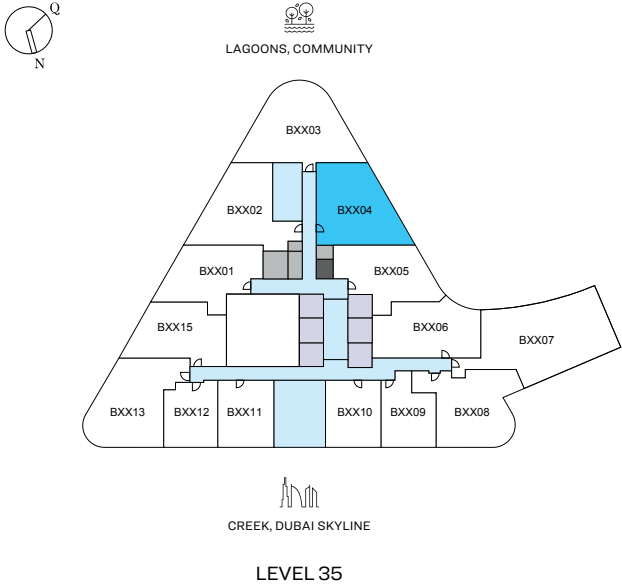 Q
N
LAGOONS, COMMUNITY
BXX03
BXX02
BXX04
BXX01
BXX05
BXX15
BXX06
BXX07
BXX13
BXX12
BXX11
BXX10
BXX09
BXX08
CREEK, DUBAI SKYLINE
LEVEL 35